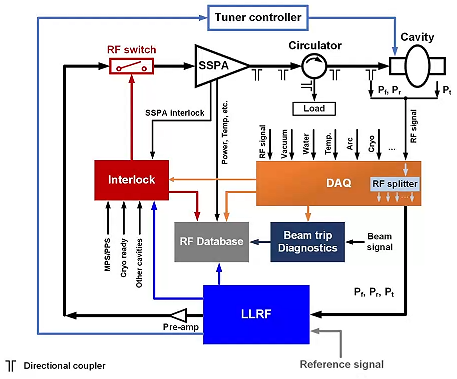 Tuner controller
RF switch
SSPA
Circulator
Cavity
Load
Pf, Pr
Pt
SSPA interlock
Power, Temp, etc.
RF signal
Vacuum
Water
Temp.
Arc
Cryo
...
RF signal
Interlock
DAQ
RF splitter
MPS/PPS
Cryo ready
Other cavities
RF Database
Beam trip
Diagnostics
Beam
signal
Pf, Pr, Pt
LLRF
Pre-amp
Reference signal
Directional coupler